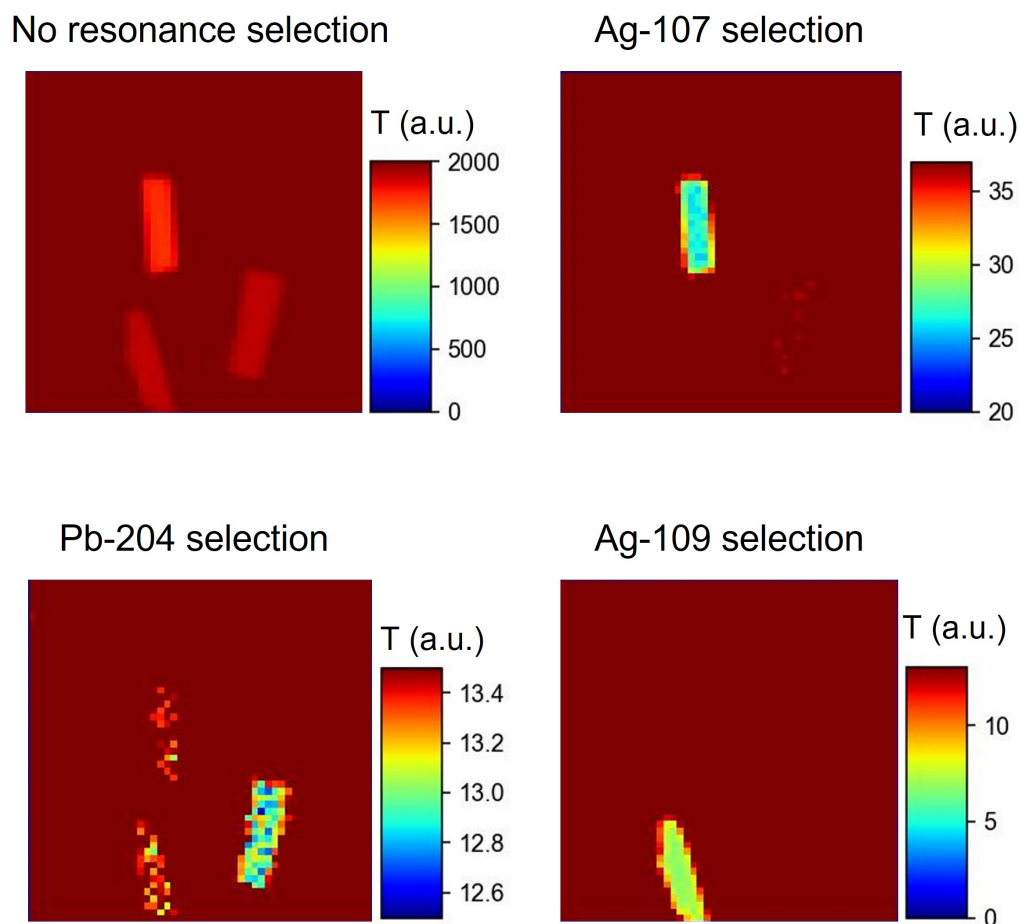 No resonance selection
Ag-107 selection
T (a.u.)
2000
1500
1000
500
0
T (a.u.)
35
30
25
20
Pb-204 selection
Ag-109 selection
T (a.u.)
13.4
13.2
13.0
12.8
12.6
T (a.u.)
10
5
0